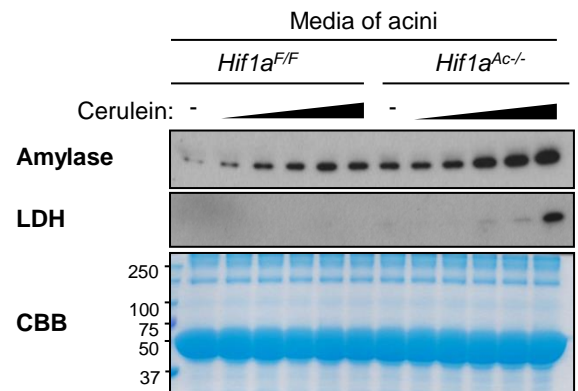 Media of acini
Hif1a^F/F Hif1a^Ac-/-
Cerulein: - -
Amylase
LDH
CBB
250
100
75
50
37